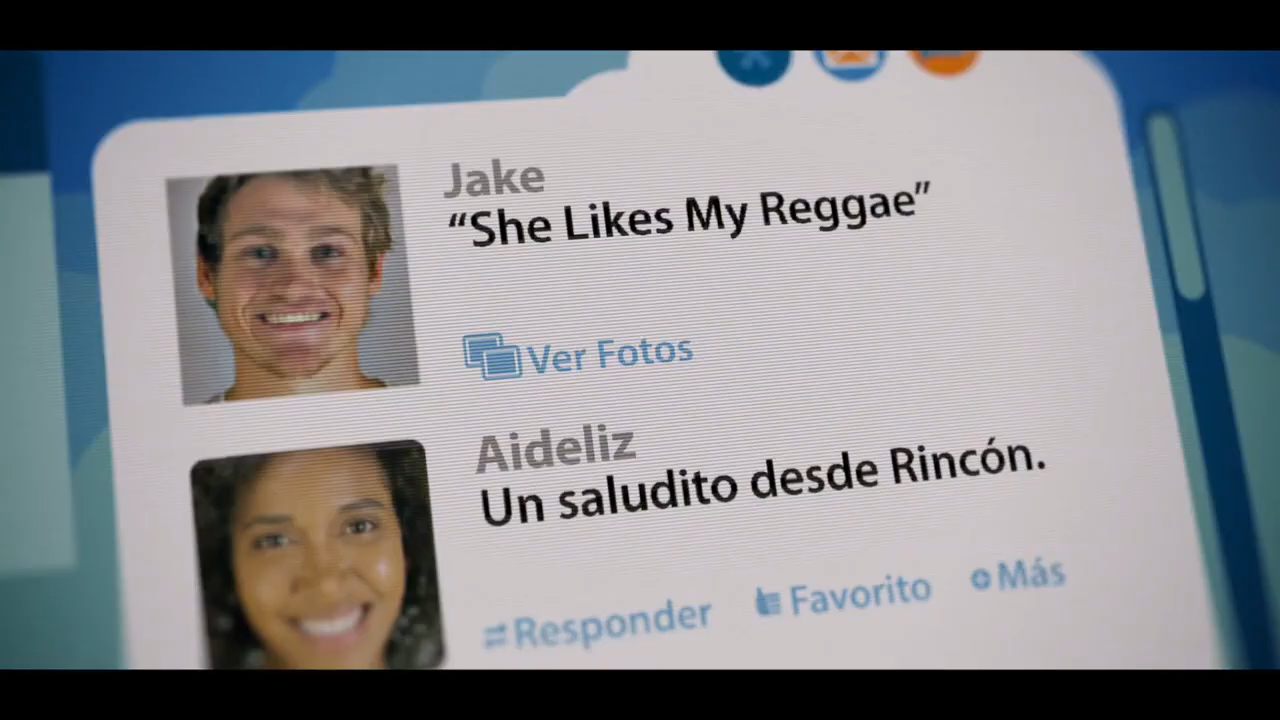 Jake
“She Likes My Reggae”
Ver Fotos
Aideliz
Un saludito desde Rincón.
Responder Favorito Más